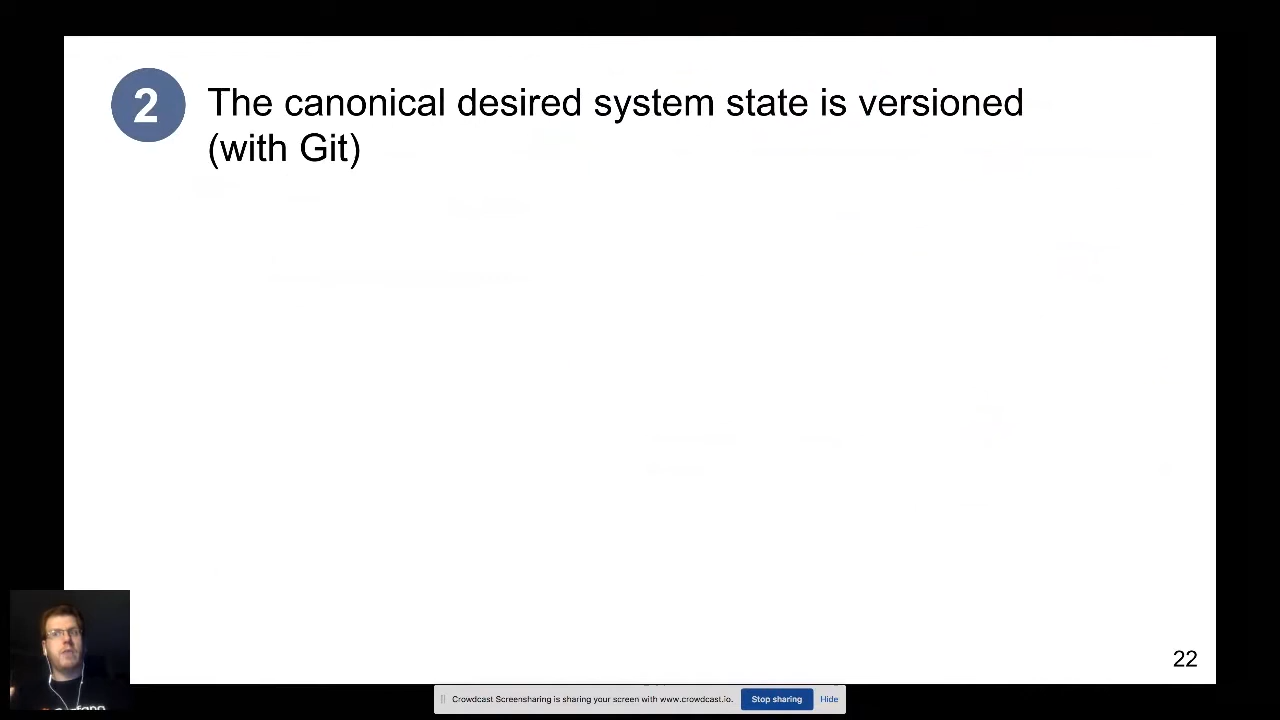 2
The canonical desired system state is versioned
(with Git)
22
Crowdcast Screensharing is sharing your screen with www.crowdcast.io.
Stop sharing
Hide